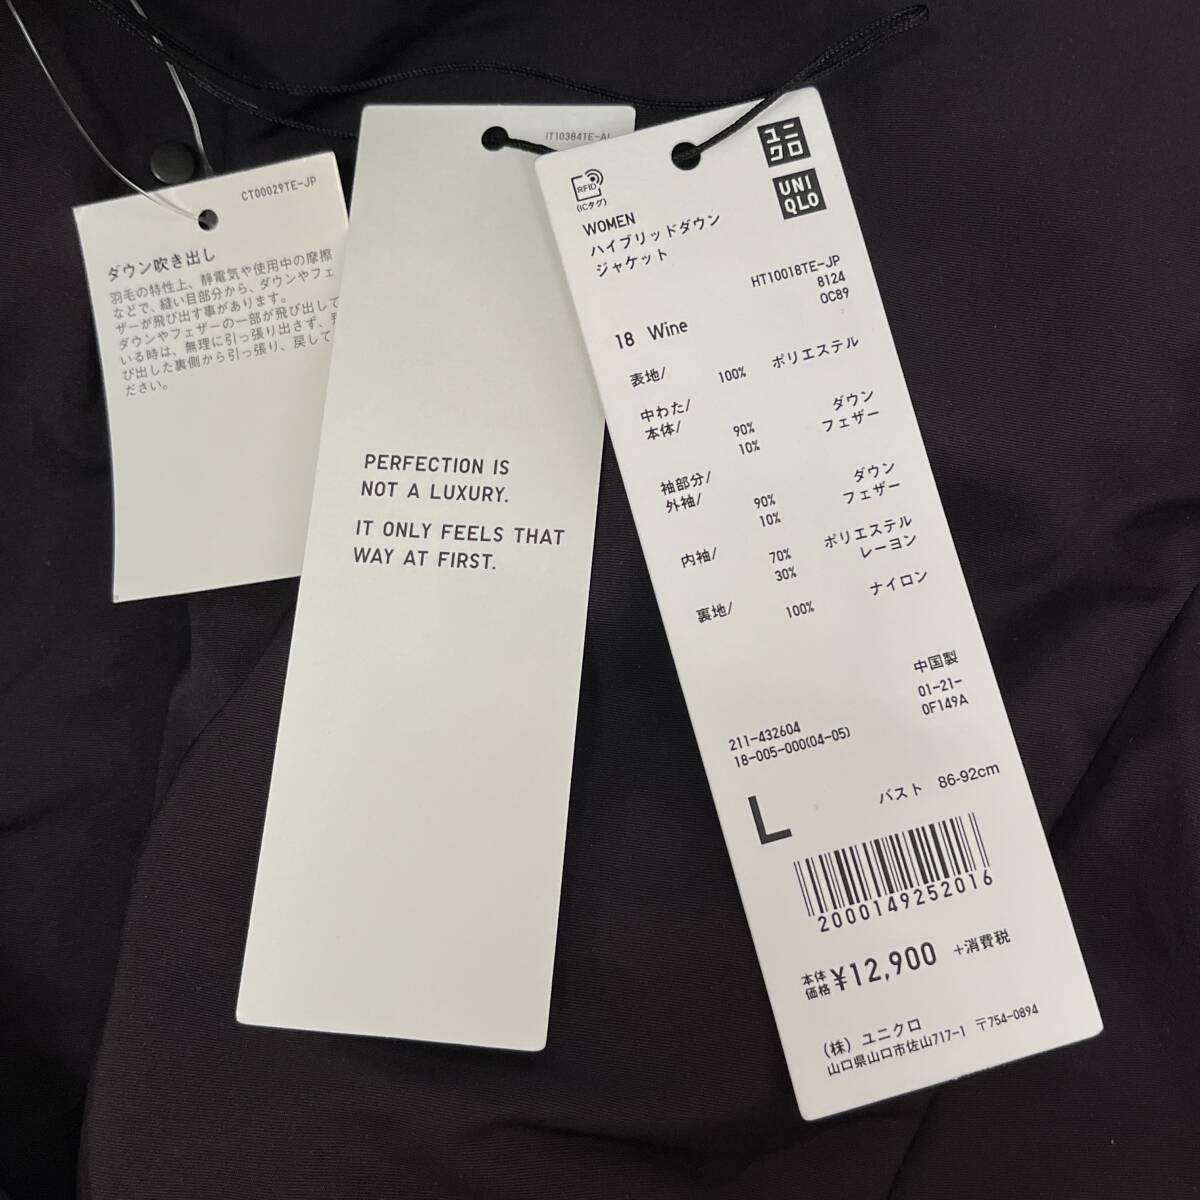 CT00029TE-JP
ダウン吹き出し
羽毛の特性上、静電気や使用中の摩擦
などで、縫い目部分から、ダウンやフェ
ザーが飛び出す事があります。
ダウンやフェザーの一部が飛び出して
いる時は、無理に引っ張り出さず、
び出した裏側から引っ張り、戻して
ださい。
IT10384TE-AL
PERFECTION IS
NOT A LUXURY.
IT ONLY FEELS THAT
WAY AT FIRST.
ユニ
クロ
UNI
QLO
RFID
(ICタグ)
WOMEN
ハイブリッドダウン
ジャケット
HT10018TE-JP
8124
0C89
18 Wine
表地/ 100% ポリエステル
中わた/
本体/ 90% ダウン
10% フェザー
袖部分/
外袖/ 90% ダウン
10% フェザー
内袖/ 70% ポリエステル
30% レーヨン
裏地/ 100% ナイロン
中国製
01-21-
0F149A
211-432604
18-005-000(04-05)
L バスト 86-92cm
2000149252016
本体
価格 ¥12,900 +消費税
(株) ユニクロ
山口県山口市佐山717-1 〒754-0894